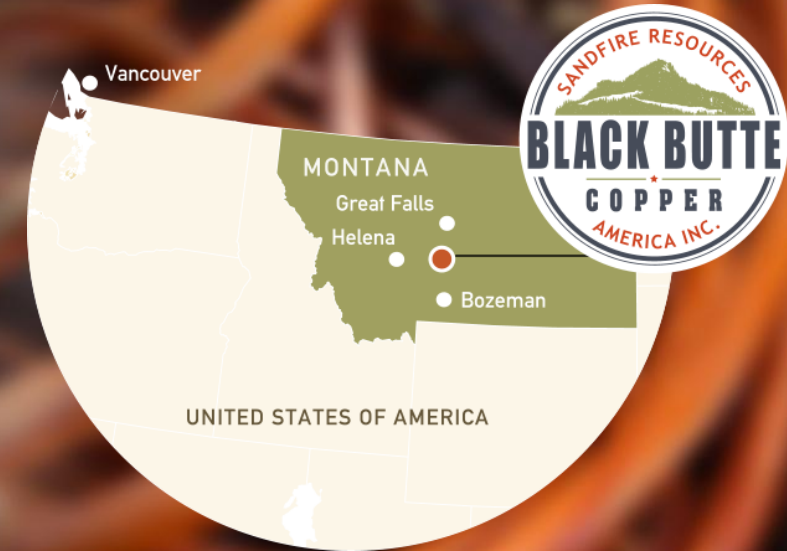 Vancouver
SANDFIRE RESOURCES
BLACK BUTTE
COPPER
AMERICA INC.
MONTANA
Great Falls
Helena
Bozeman
UNITED STATES OF AMERICA